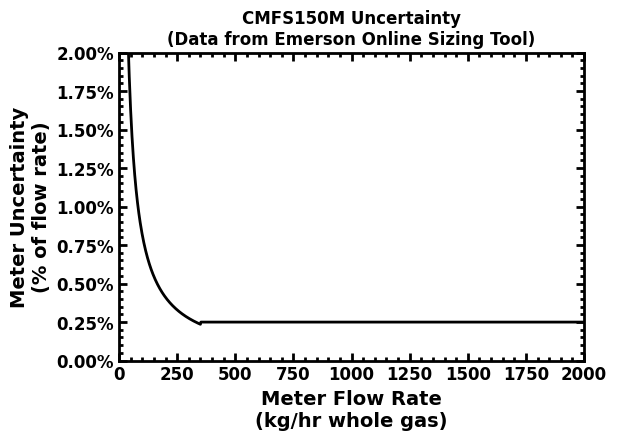 CMFS150M Uncertainty
(Data from Emerson Online Sizing Tool)
Meter Uncertainty
(% of flow rate)
2.00%
1.75%
1.50%
1.25%
1.00%
0.75%
0.50%
0.25%
0.00%
0 250 500 750 1000 1250 1500 1750 2000
Meter Flow Rate
(kg/hr whole gas)